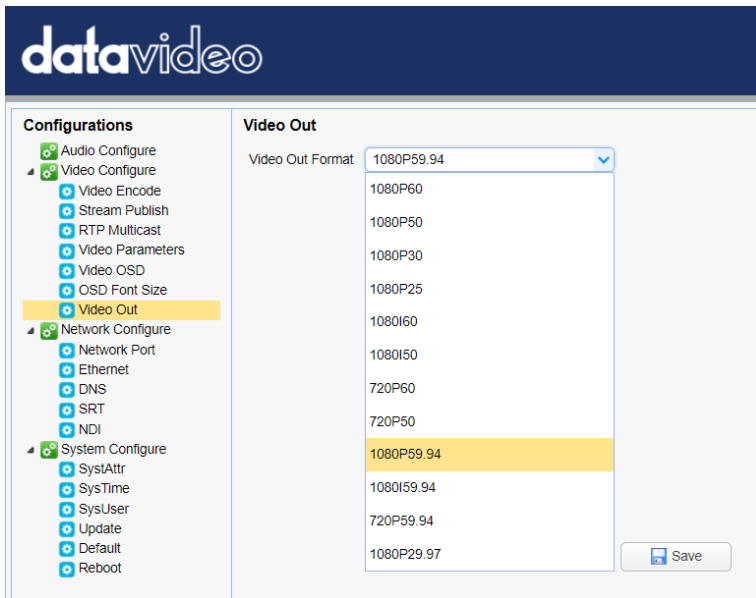 datavideo
Configurations
Audio Configure
Video Configure
Video Encode
Stream Publish
RTP Multicast
Video Parameters
Video OSD
OSD Font Size
Video Out
Network Configure
Network Port
Ethernet
DNS
SRT
NDI
System Configure
SystAttr
SysTime
SysUser
Update
Default
Reboot
Video Out
Video Out Format 1080P59.94
1080P60
1080P50
1080P30
1080P25
1080I60
1080I50
720P60
720P50
1080P59.94
1080I59.94
720P59.94
1080P29.97
Save